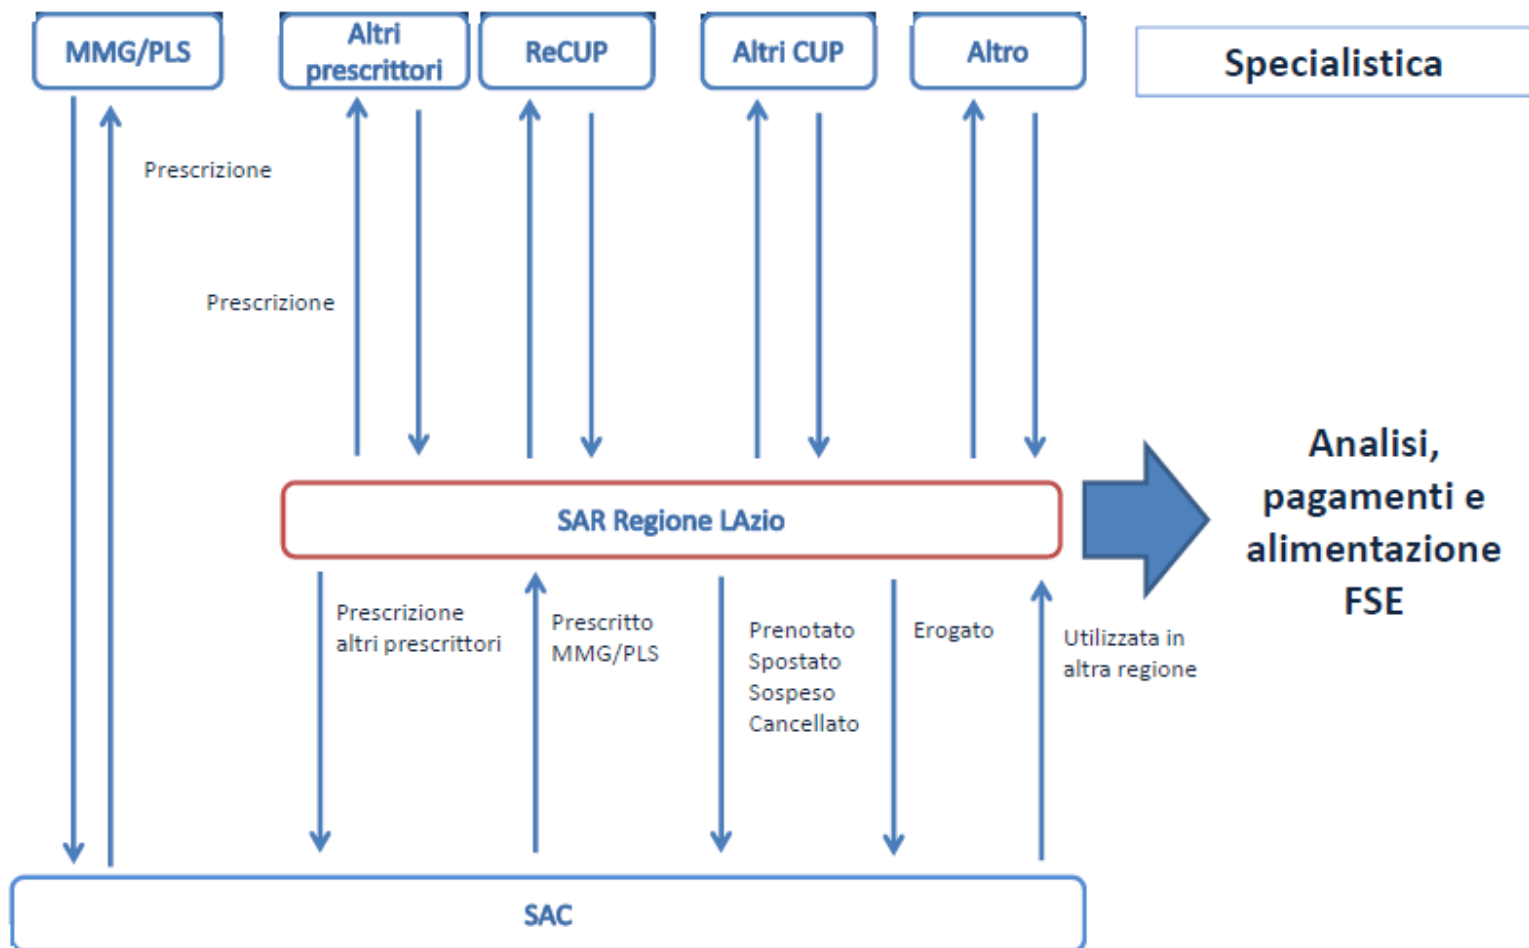 MMG/PLS
Altri
prescrittori
ReCUP
Altri CUP
Altro
Specialistica
Prescrizione
Prescrizione
SAR Regione LAzio
Analisi,
pagamenti e
alimentazione
FSE
Prescrizione
altri prescrittori
Prescritto
MMG/PLS
Prenotato
Spostato
Sospeso
Cancellato
Erogato
Utilizzata in
altra regione
SAC